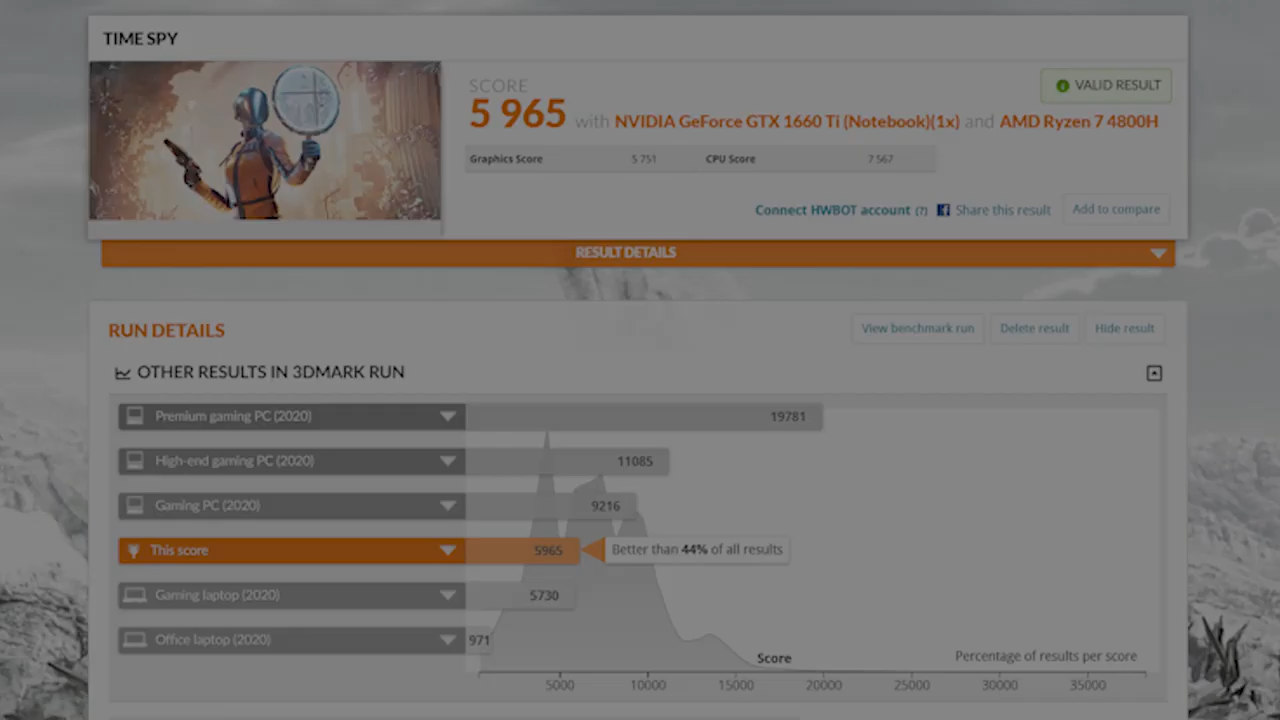 TIME SPY
SCORE
VALID RESULT
5 965 with NVIDIA GeForce GTX 1660 Ti (Notebook)(1x) and AMD Ryzen 7 4800H
Graphics Score 5 751 CPU Score 7 567
Connect HWBOT account (?) Share this result Add to compare
RESULT DETAILS
RUN DETAILS
View benchmark run Delete result Hide result
OTHER RESULTS IN 3DMARK RUN
Premium gaming PC (2020) 19781
High-end gaming PC (2020) 11085
Gaming PC (2020) 9216
This score 5965 Better than 44% of all results
Gaming laptop (2020) 5730
Office laptop (2020) 971
Score Percentage of results per score
5000 10000 15000 20000 25000 30000 35000